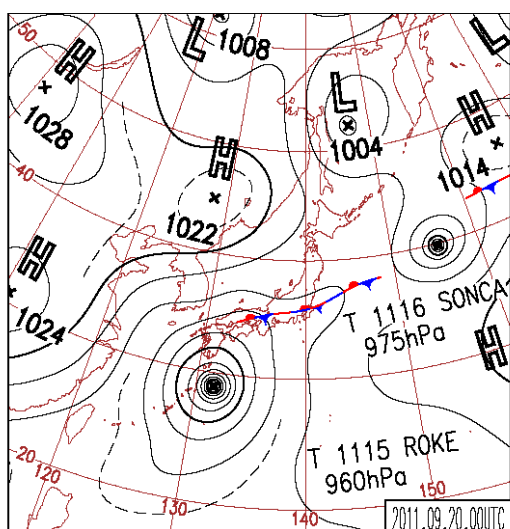 50
H
1028
L
1008
L
1004
H
1014
40
H
1022
H
1024
T 1116 SONCA
975hPa
H
T 1115 ROKE
960hPa
20
120
130
140
150
2011.09.20.00UTC